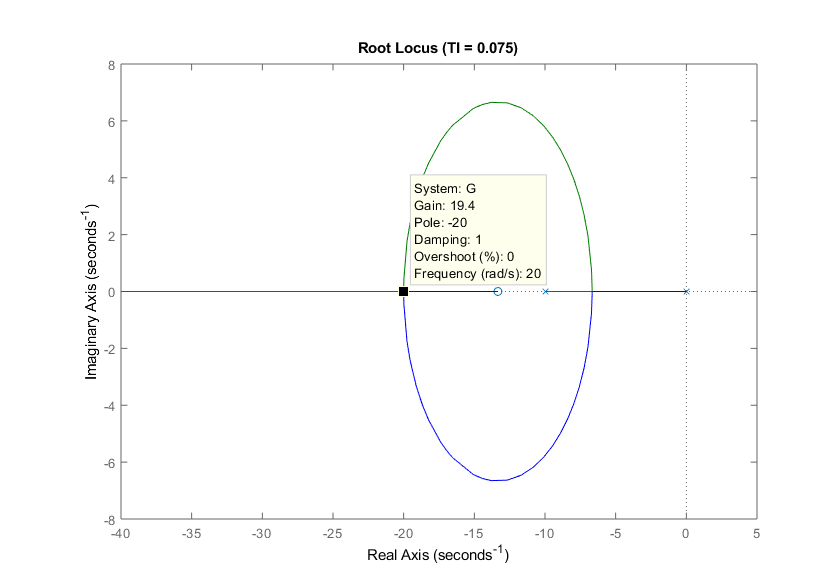 Root Locus (TI = 0.075)
8
6
4
2
0
-2
-4
-6
-8
Imaginary Axis (seconds⁻¹)
System: G
Gain: 19.4
Pole: -20
Damping: 1
Overshoot (%): 0
Frequency (rad/s): 20
-40 -35 -30 -25 -20 -15 -10 -5 0 5
Real Axis (seconds⁻¹)